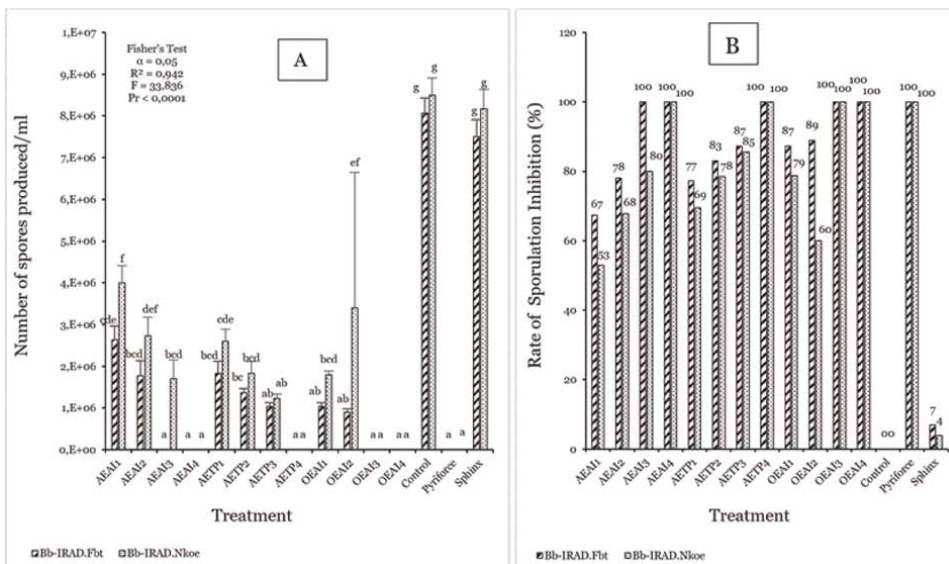 A
Fisher's Test
α = 0,05
R² = 0,942
F = 33,836
Pr < 0,0001
Number of spores produced/ml
1,E+07
9,E+06
8,E+06
7,E+06
6,E+06
5,E+06
4,E+06
3,E+06
2,E+06
1,E+06
0,E+00
cde f bcd def a bcd a a bcd cde bc bcd ab ab a a ab bcd ab ef a a a a g g a a g g
AEAI1 AEAI2 AEAI3 AEAI4 AETP1 AETP2 AETP3 AETP4 OEAI1 OEAI2 OEAI3 OEAI4 Control Pyriforce Sphinx
Treatment
Bb-IRAD.Fbt Bb-IRAD.Nkoe
B
Rate of Sporulation Inhibition (%)
120
100
80
60
40
20
0
67 53 78 68 100 80 100 100 77 69 83 78 87 85 100 100 87 79 89 60 100 100 100 100 0 0 100 100 7 4
AEAI1 AEAI2 AEAI3 AEAI4 AETP1 AETP2 AETP3 AETP4 OEAI1 OEAI2 OEAI3 OEAI4 Control Pyriforce Sphinx
Treatment
Bb-IRAD.Fbt Bb-IRAD.Nkoe